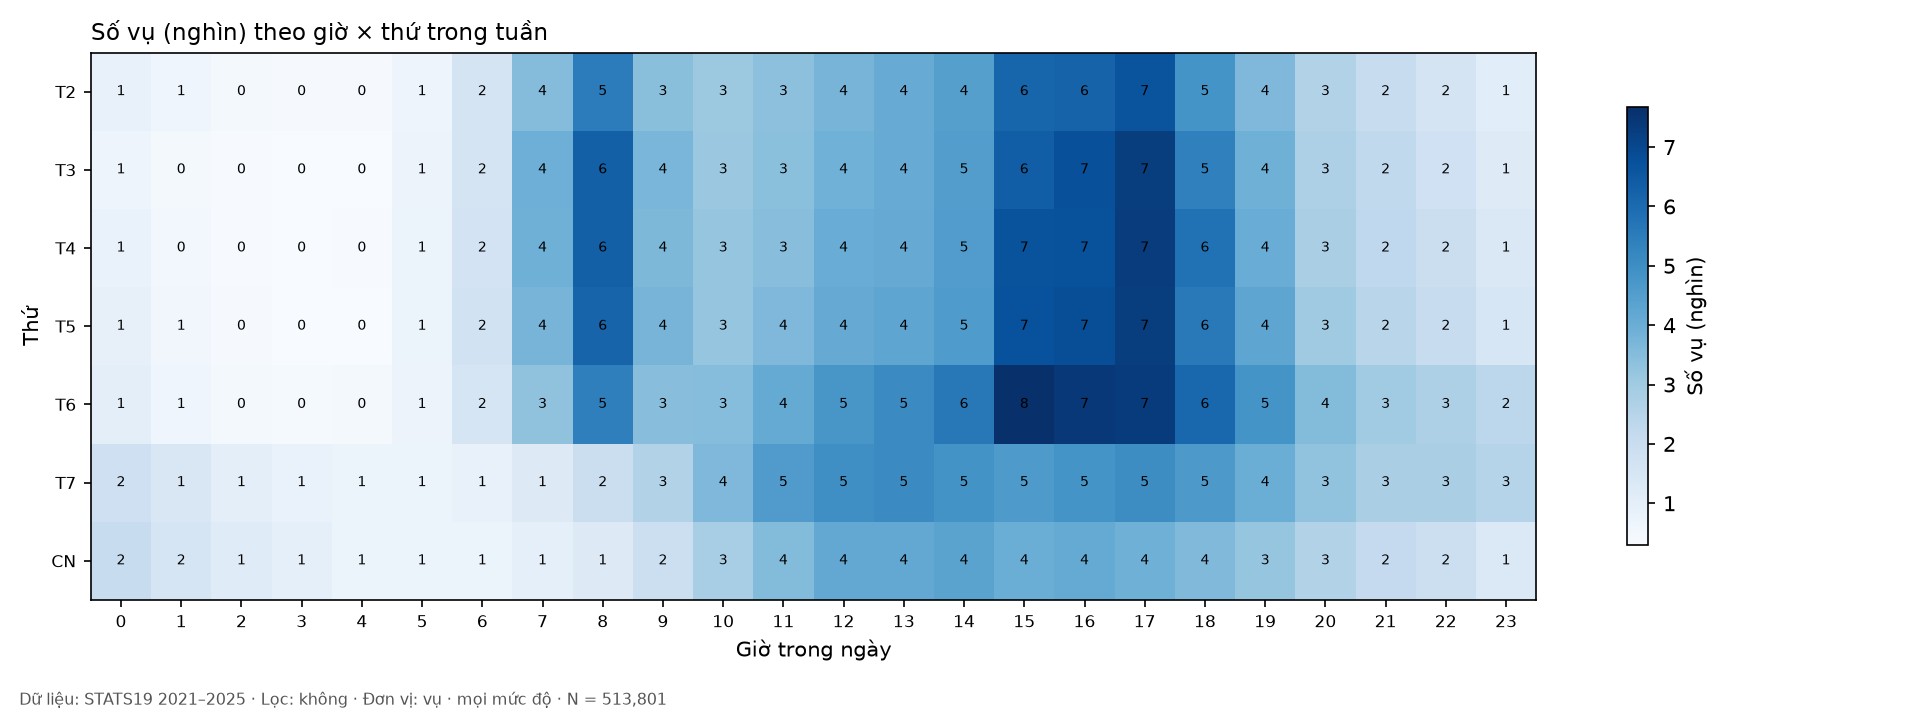 Số vụ (nghìn) theo giờ × thứ trong tuần
T2 1 1 0 0 0 1 2 4 5 3 3 3 4 4 4 6 6 7 5 4 3 2 2 1
T3 1 0 0 0 0 1 2 4 6 4 3 3 4 4 5 6 7 7 5 4 3 2 2 1
T4 1 0 0 0 0 1 2 4 6 4 3 3 4 4 5 7 7 7 6 4 3 2 2 1
T5 1 1 0 0 0 1 2 4 6 4 3 4 4 4 5 7 7 7 6 4 3 2 2 1
T6 1 1 0 0 0 1 2 3 5 3 3 4 5 5 6 8 7 7 6 5 4 3 3 2
T7 2 1 1 1 1 1 1 1 2 3 4 5 5 5 5 5 5 5 5 4 3 3 3 3
CN 2 2 1 1 1 1 1 1 1 2 3 4 4 4 4 4 4 4 4 3 3 2 2 1
0 1 2 3 4 5 6 7 8 9 10 11 12 13 14 15 16 17 18 19 20 21 22 23
Giờ trong ngày
Thứ
7
6
5
4
3
2
1
Số vụ (nghìn)
Dữ liệu: STATS19 2021–2025 · Lọc: không · Đơn vị: vụ · mọi mức độ · N = 513,801